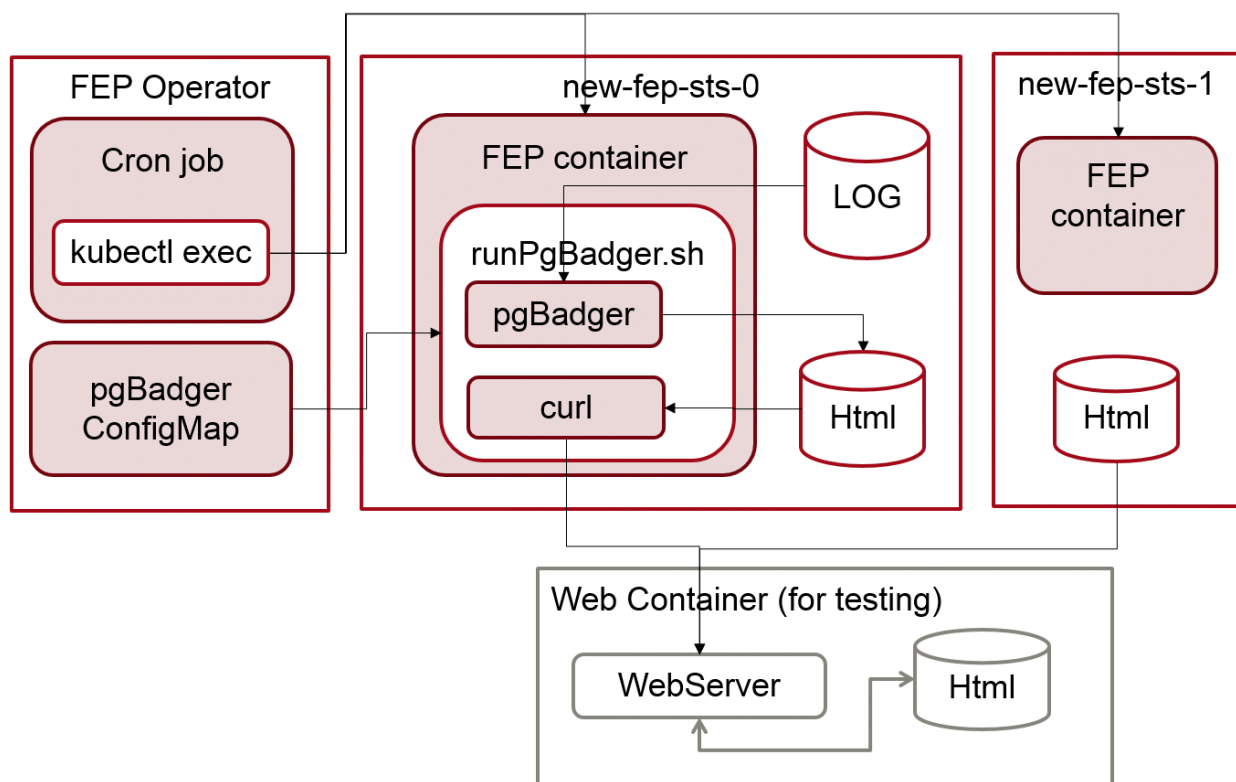 FEP Operator
Cron job
kubectl exec
pgBadger
ConfigMap
new-fep-sts-0
FEP container
LOG
runPgBadger.sh
pgBadger
curl
Html
new-fep-sts-1
FEP
container
Html
Web Container (for testing)
WebServer
Html